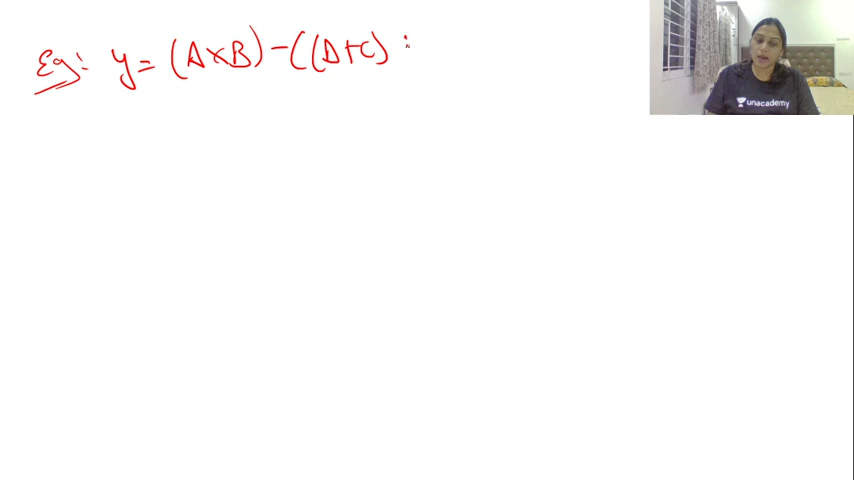 Eg: y = (A×B) - ((D+C)
unacademy